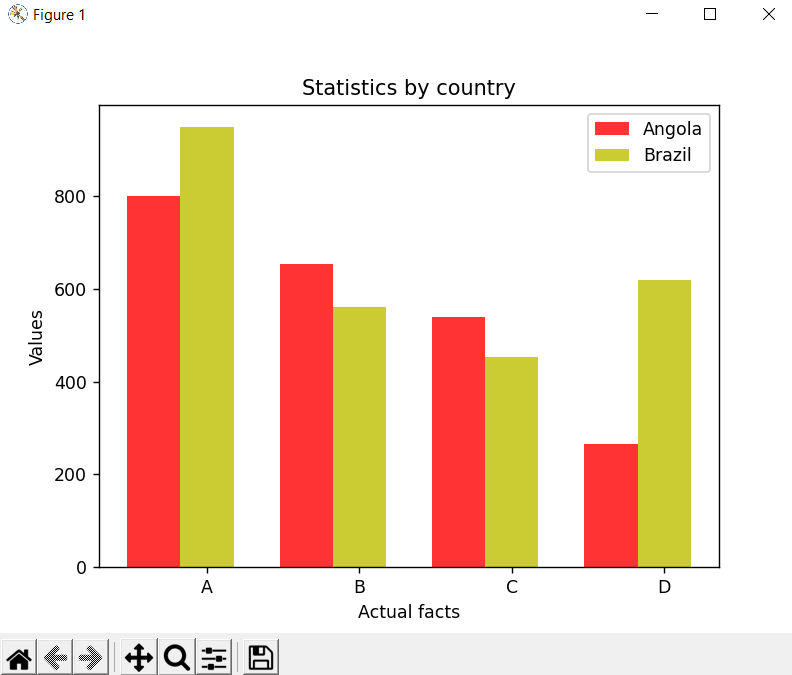 Figure 1
Statistics by country
Angola
Brazil
800
600
400
200
0
Values
A B C D
Actual facts